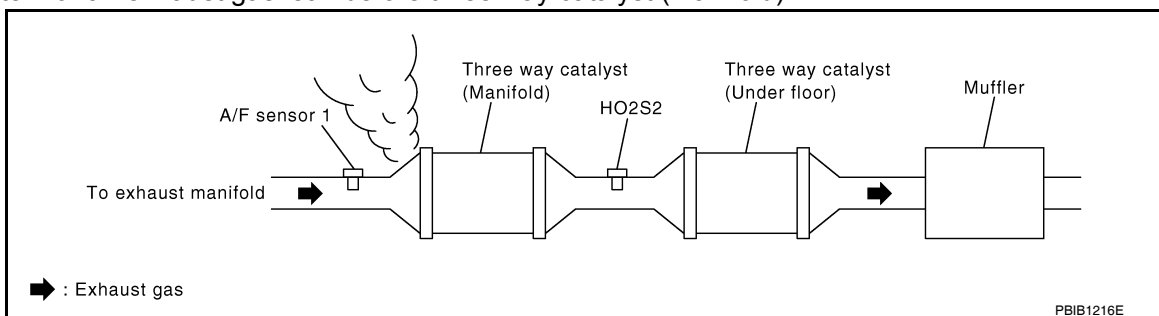 Three way catalyst
(Manifold)
Three way catalyst
(Under floor)
Muffler
HO2S2
A/F sensor 1
To exhaust manifold
: Exhaust gas
PBIB1216E